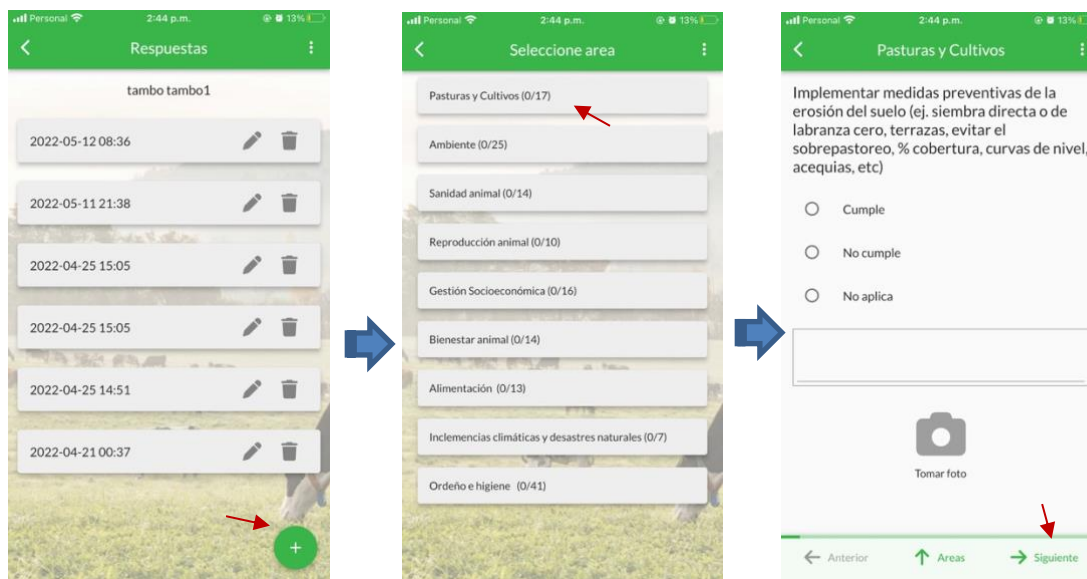 Personal 2:44 p.m. 13%
Respuestas
tambo tambo1
2022-05-12 08:36
2022-05-11 21:38
2022-04-25 15:05
2022-04-25 15:05
2022-04-25 14:51
2022-04-21 00:37
+
Personal 2:44 p.m. 13%
Seleccione area
Pasturas y Cultivos (0/17)
Ambiente (0/25)
Sanidad animal (0/14)
Reproducción animal (0/10)
Gestión Socioeconómica (0/16)
Bienestar animal (0/14)
Alimentación (0/13)
Inclemencias climáticas y desastres naturales (0/7)
Ordeño e higiene (0/41)
Personal 2:44 p.m. 13%
Pasturas y Cultivos
Implementar medidas preventivas de la
erosión del suelo (ej. siembra directa o de
labranza cero, terrazas, evitar el
sobrepastoreo, % cobertura, curvas de nivel,
acequias, etc)
Cumple
No cumple
No aplica
Tomar foto
Anterior Areas Siguiente